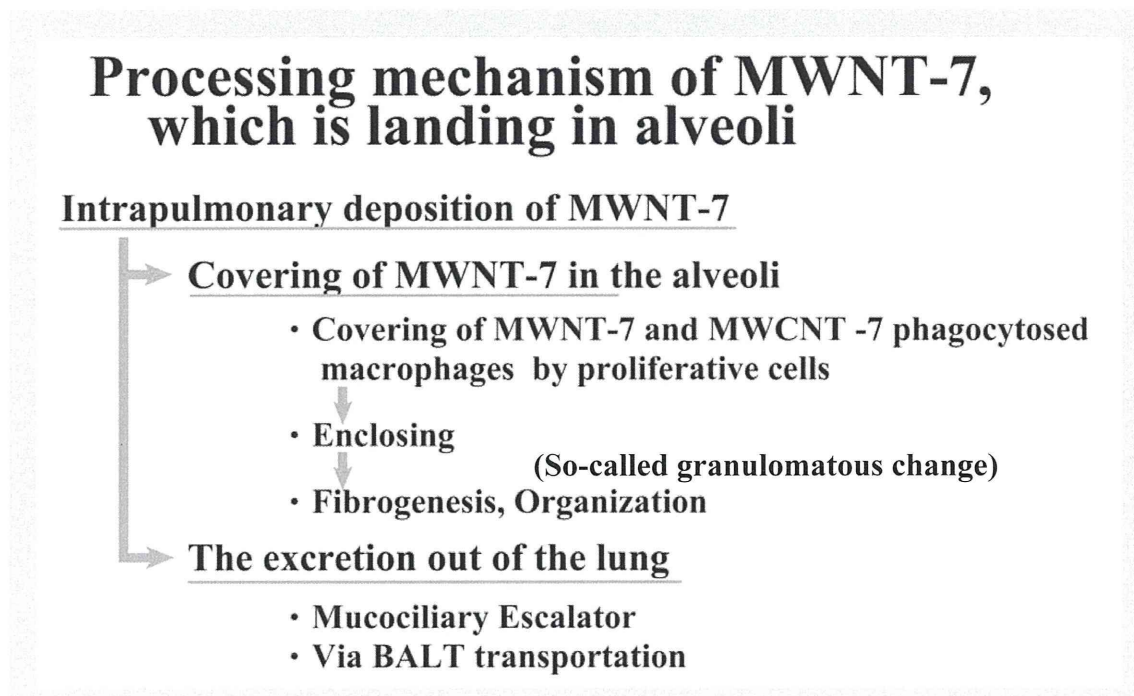 Processing mechanism of MWNT-7,
which is landing in alveoli
Intrapulmonary deposition of MWNT-7
Covering of MWNT-7 in the alveoli
・Covering of MWNT-7 and MWCNT -7 phagocytosed
macrophages by proliferative cells
・Enclosing
(So-called granulomatous change)
・Fibrogenesis, Organization
The excretion out of the lung
・Mucociliary Escalator
・Via BALT transportation